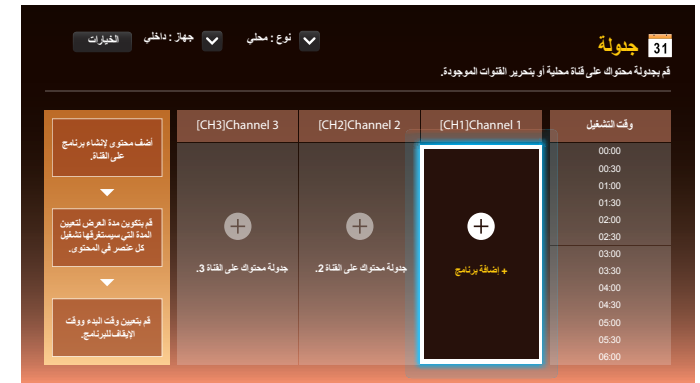 31 جدولة
نوع : محلي
جهاز : داخلي
الخيارات
قم بجدولة محتواك على قناة محلية أو بتحرير القنوات الموجودة.
وقت التشغيل
[CH1]Channel 1
[CH2]Channel 2
[CH3]Channel 3
00:00
00:30
01:00
01:30
02:00
02:30
03:00
03:30
04:00
04:30
05:00
05:30
06:00
+ إضافة برنامج
جدولة محتواك على القناة 2.
جدولة محتواك على القناة 3.
أضف محتوى لإنشاء برنامج
على القناة.
قم بتكوين مدة العرض لتعيين
المدة التي سيستغرقها تشغيل
كل عنصر في المحتوى.
قم بتعيين وقت البدء ووقت
الإيقاف للبرنامج.